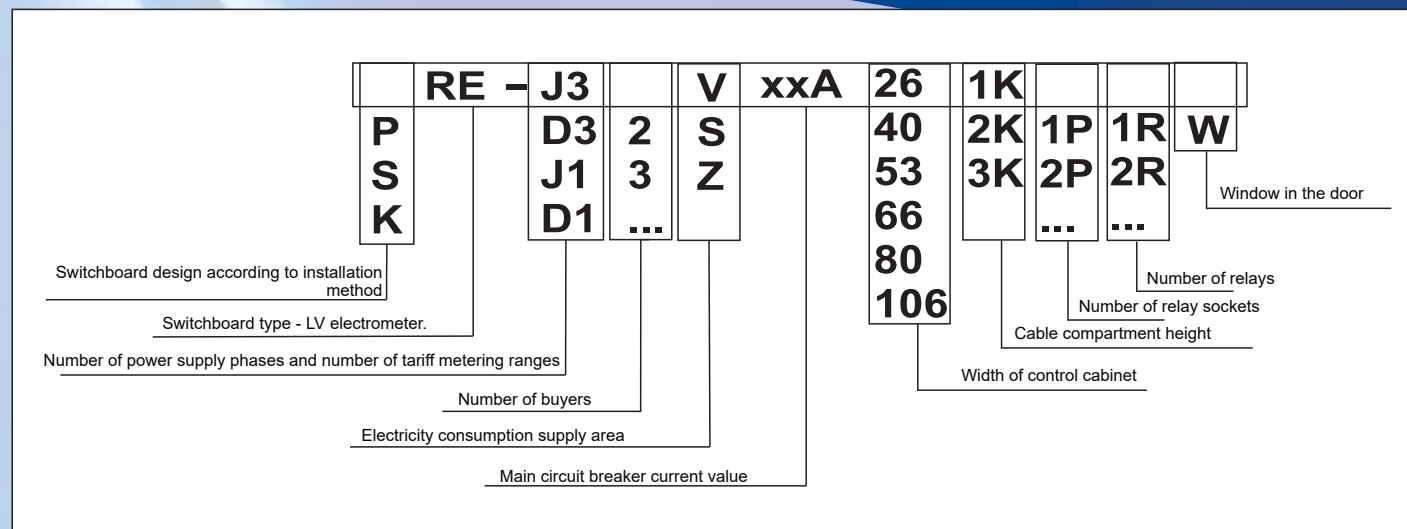 RE - J3 V xxA 26 1K
P D3 2 S 40 2K 1P 1R W
S J1 3 Z 53 3K 2P 2R
K D1 ... 66 ... ...
80
106
Window in the door
Switchboard design according to installation
method
Number of relays
Number of relay sockets
Switchboard type - LV electrometer.
Cable compartment height
Number of power supply phases and number of tariff metering ranges
Width of control cabinet
Number of buyers
Electricity consumption supply area
Main circuit breaker current value